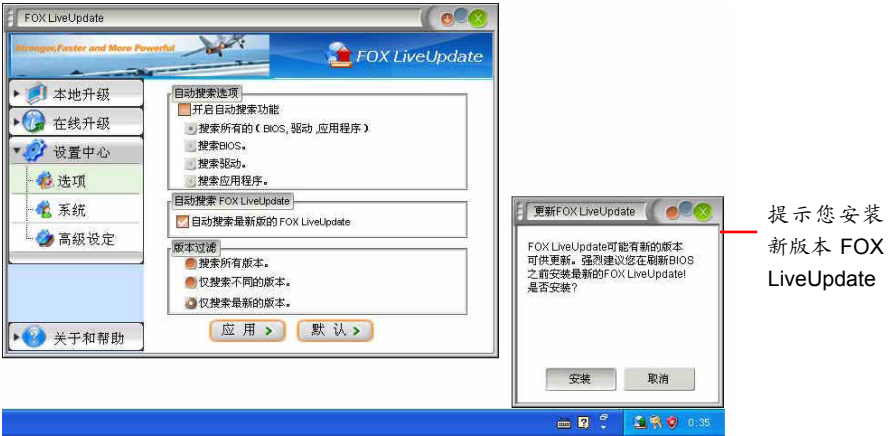 FOX LiveUpdate
Stronger,Faster and More Powerful
FOX LiveUpdate
本地升级
在线升级
设置中心
选项
系统
高级设定
关于和帮助
自动搜索选项
开启自动搜索功能
搜索所有的 ( BIOS, 驱动 ,应用程序 )
搜索BIOS。
搜索驱动。
搜索应用程序。
自动搜索 FOX LiveUpdate
自动搜索最新版的 FOX LiveUpdate
版本过滤
搜索所有版本。
仅搜索不同的版本。
仅搜索最新的版本。
应 用
默 认
更新FOX LiveUpdate
FOX LiveUpdate可能有新的版本
可供更新。强烈建议您在刷新BIOS
之前安装最新的FOX LiveUpdate!
是否安装?
安装
取消
提示您安装
新版本 FOX
LiveUpdate
0:35